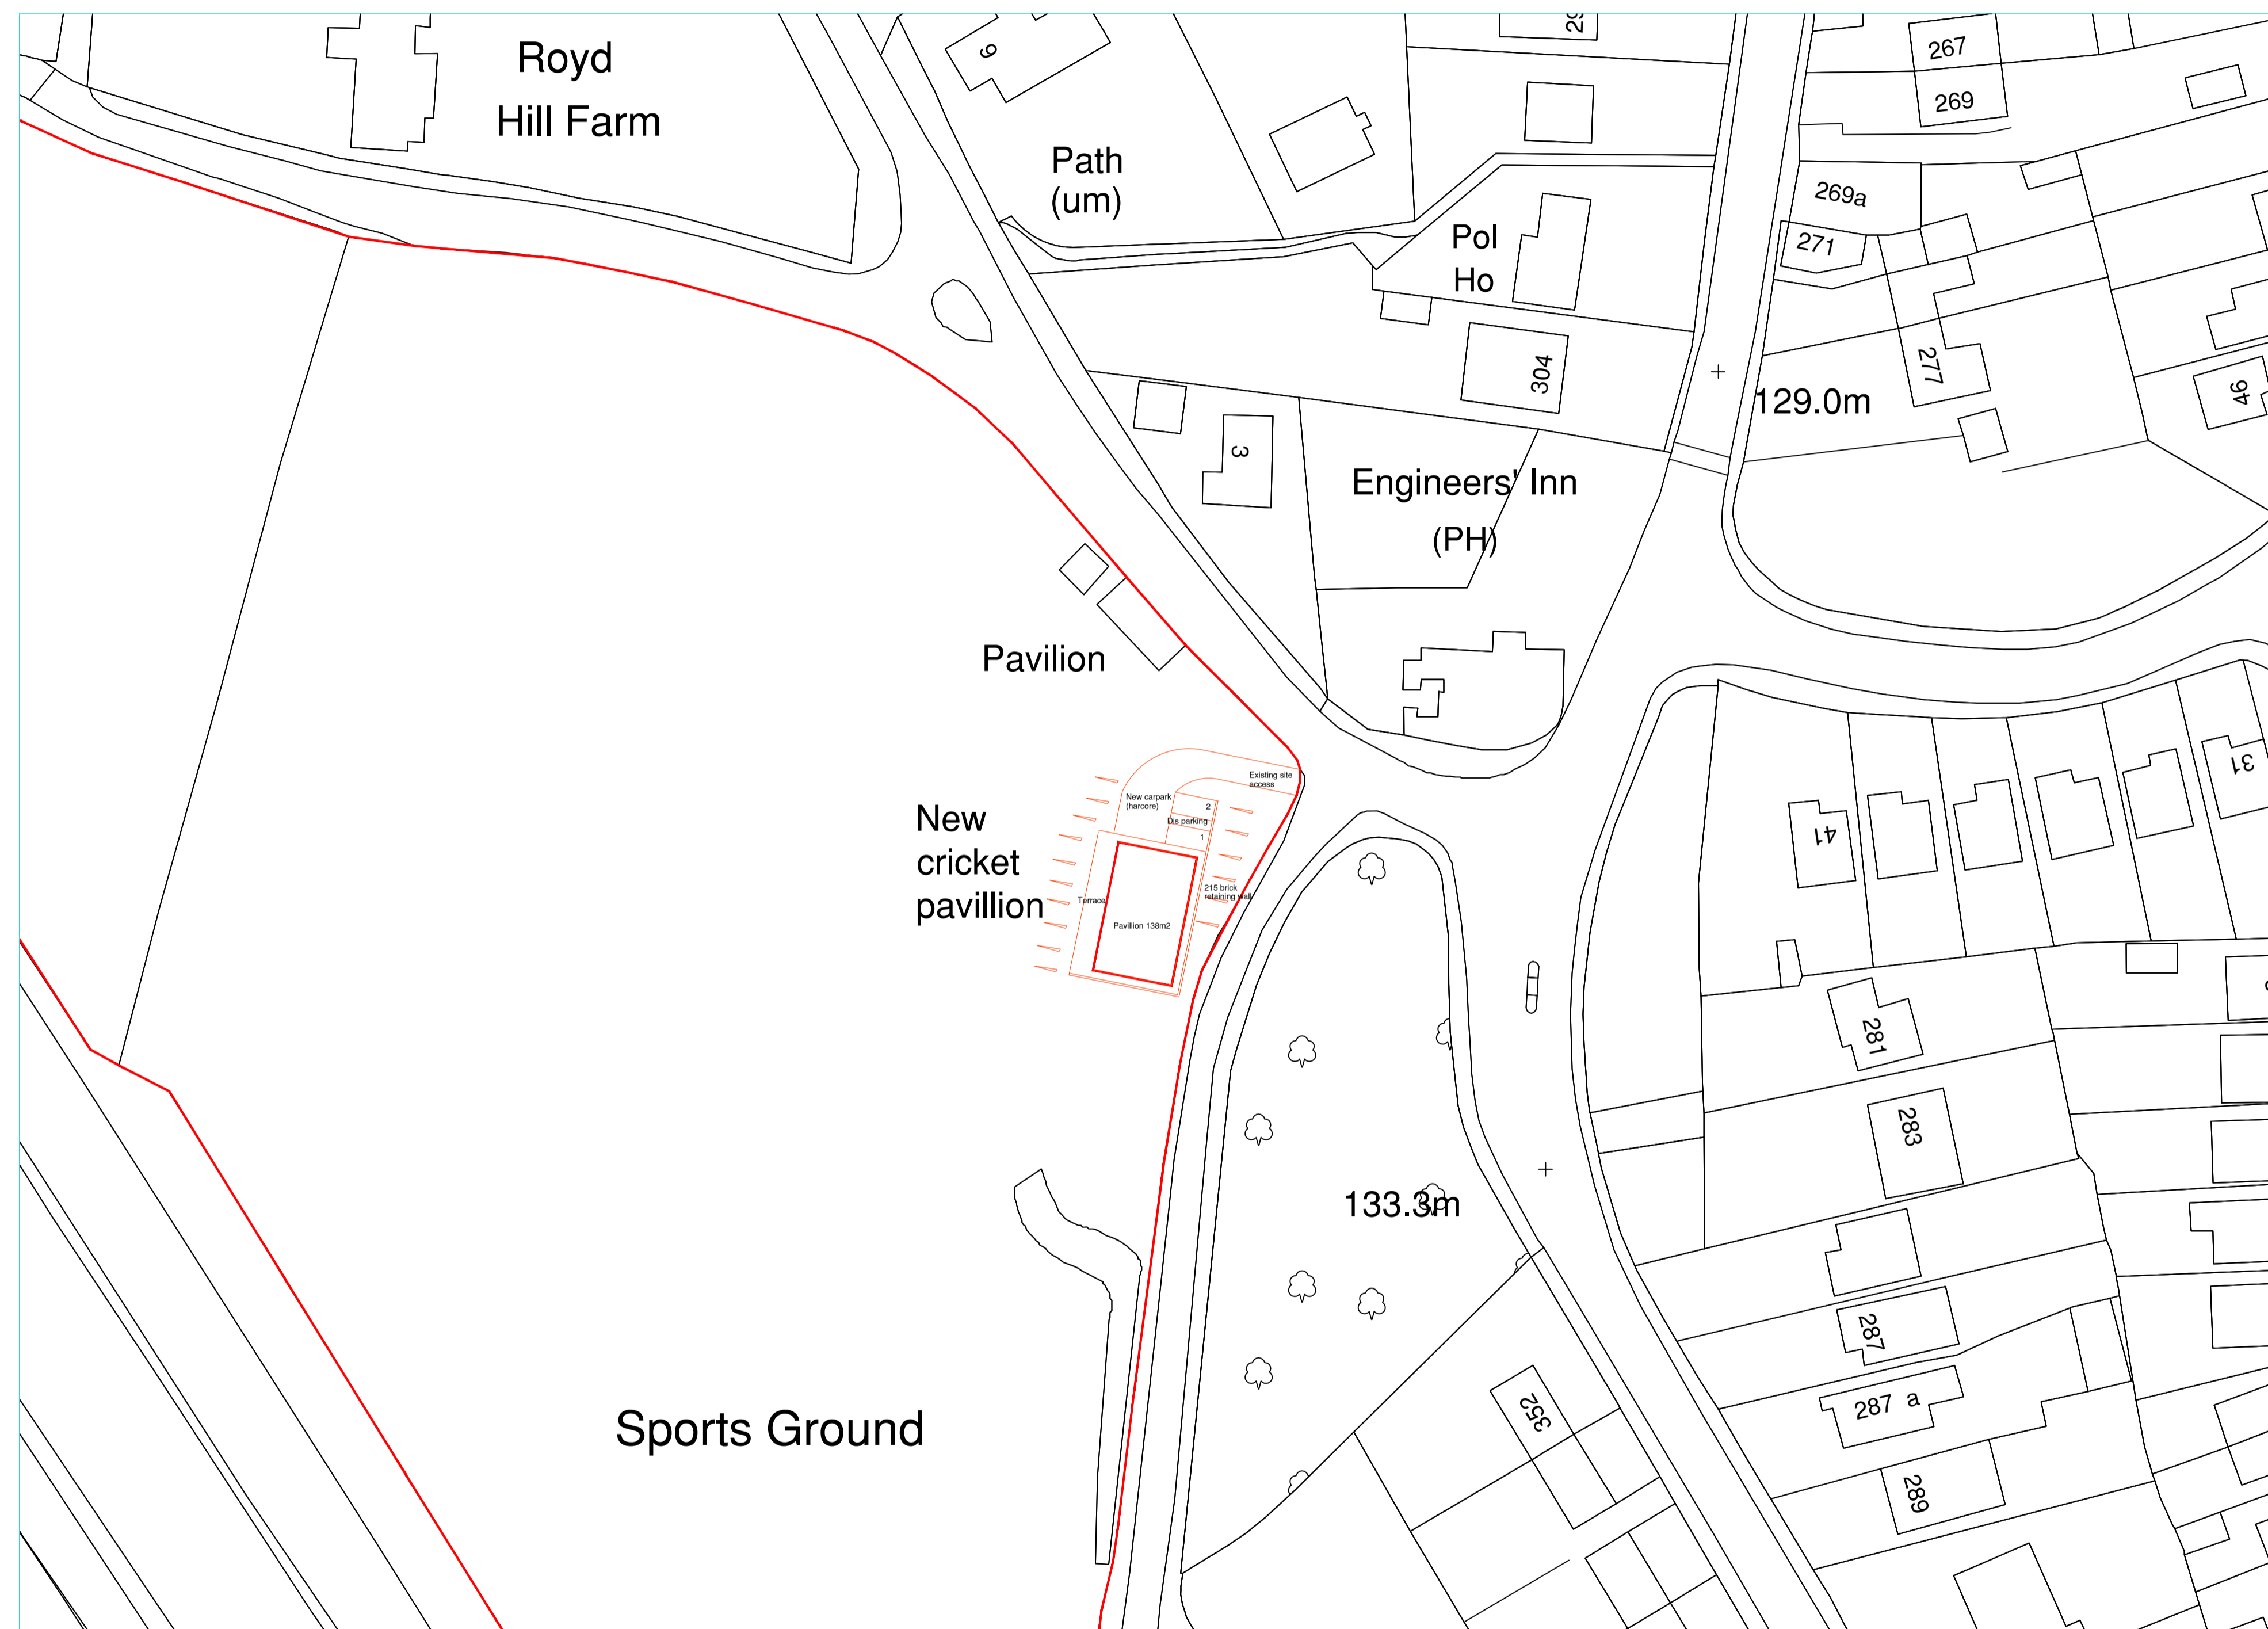 Royd
Hill Farm
9
Path
(um)
267
269
269a
271
Pol
Ho
304
277
129.0m
46
3
Engineers' Inn
(PH)
Pavilion
New
cricket
pavillion
Existing site
access
New carpark
(harcore)
2
Dis parking
1
215 brick
retaining wall
Terrace
Pavillion 138m2
31
41
281
283
133.3m
287
287 a
352
289
Sports Ground